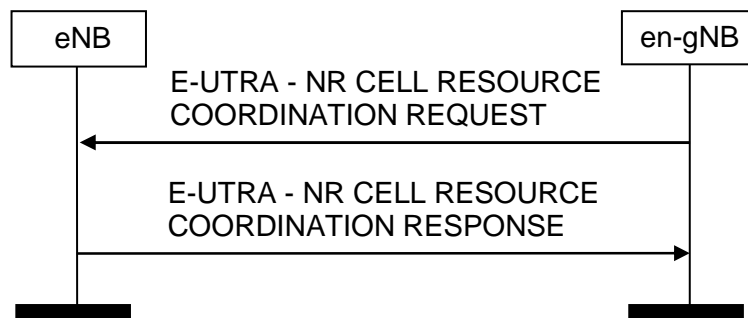 eNB
en-gNB
E-UTRA - NR CELL RESOURCE
COORDINATION REQUEST
E-UTRA - NR CELL RESOURCE
COORDINATION RESPONSE